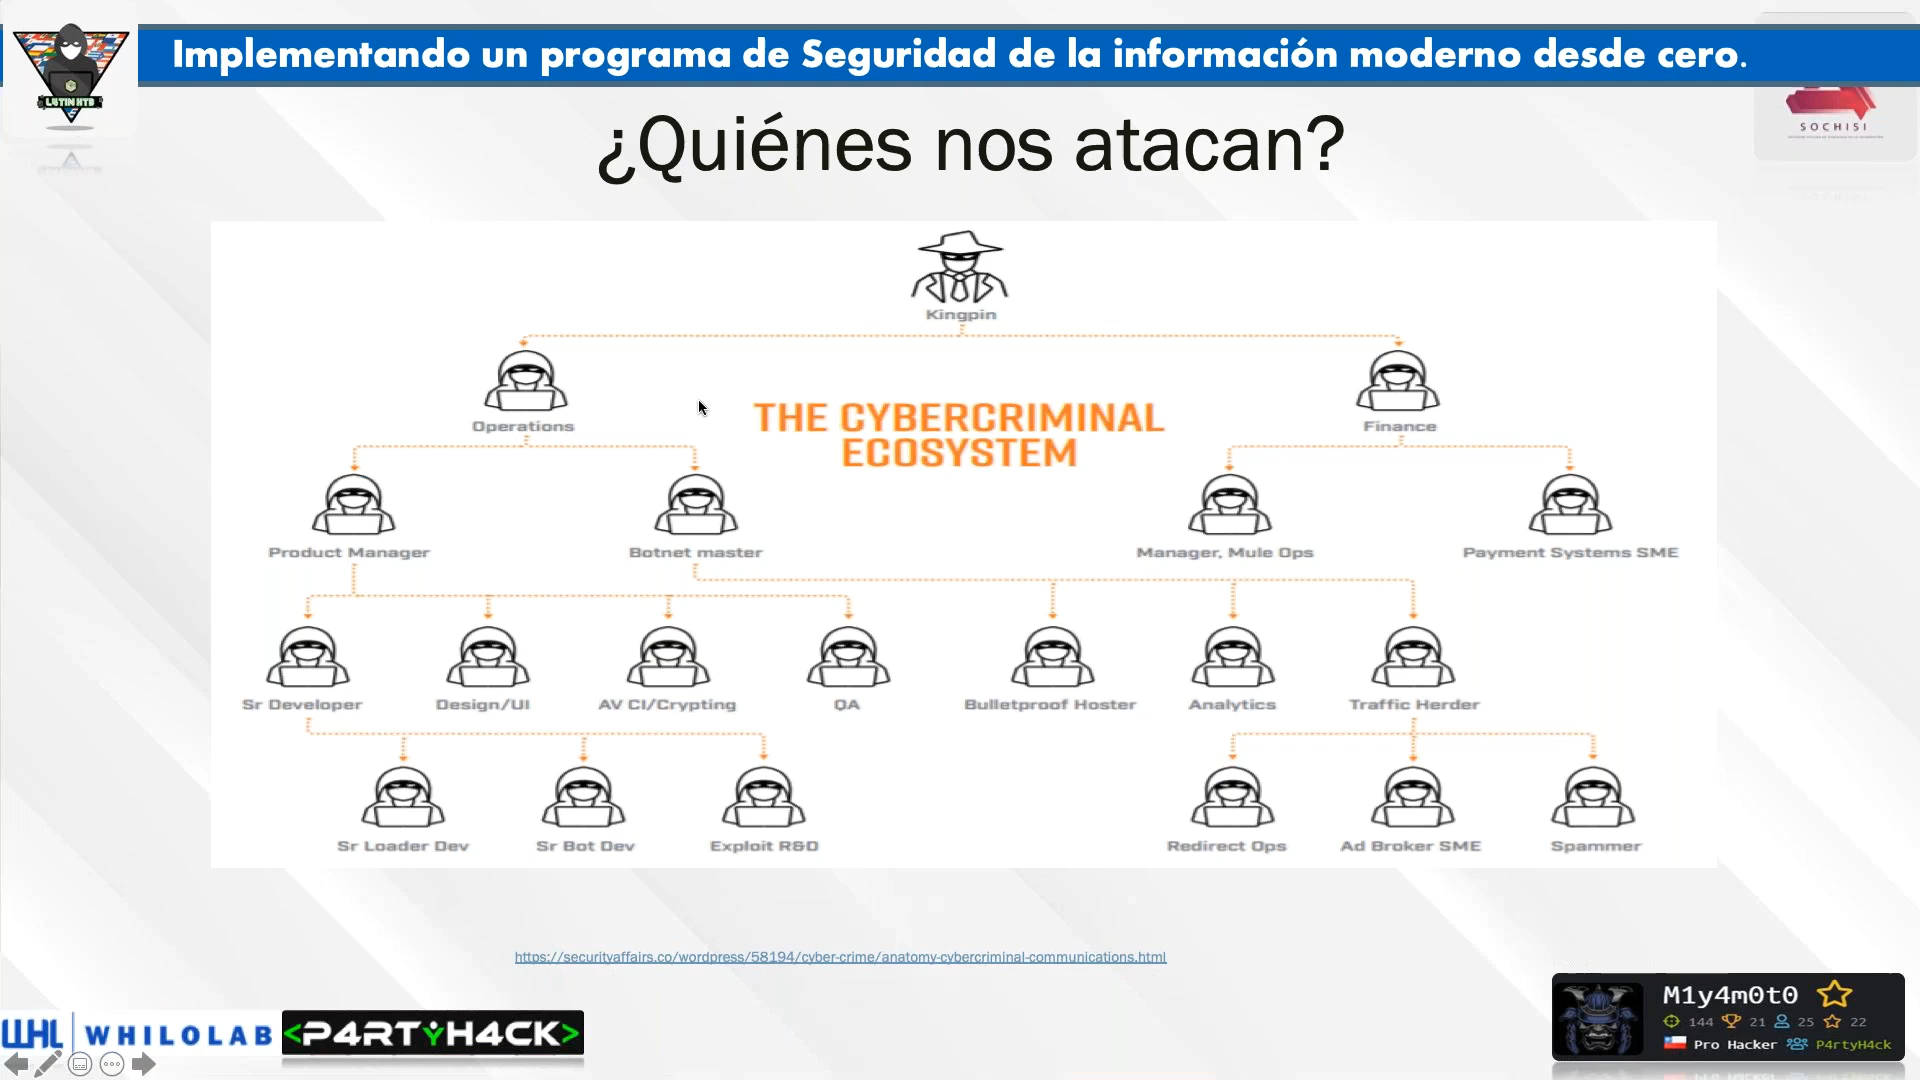 Implementando un programa de Seguridad de la información moderno desde cero.
L4TIN HTB
SOCHISI
¿Quiénes nos atacan?
Kingpin
Operations
Finance
THE CYBERCRIMINAL
ECOSYSTEM
Product Manager
Botnet master
Manager, Mule Ops
Payment Systems SME
Sr Developer
Design/UI
AV CI/Crypting
QA
Bulletproof Hoster
Analytics
Traffic Herder
Sr Loader Dev
Sr Bot Dev
Exploit R&D
Redirect Ops
Ad Broker SME
Spammer
https://securityaffairs.co/wordpress/58194/cyber-crime/anatomy-cybercriminal-communications.html
WHL WHILOLAB
<P4RTYH4CK>
M1y4m0t0
144 21 25 22
Pro Hacker P4rtyH4ck